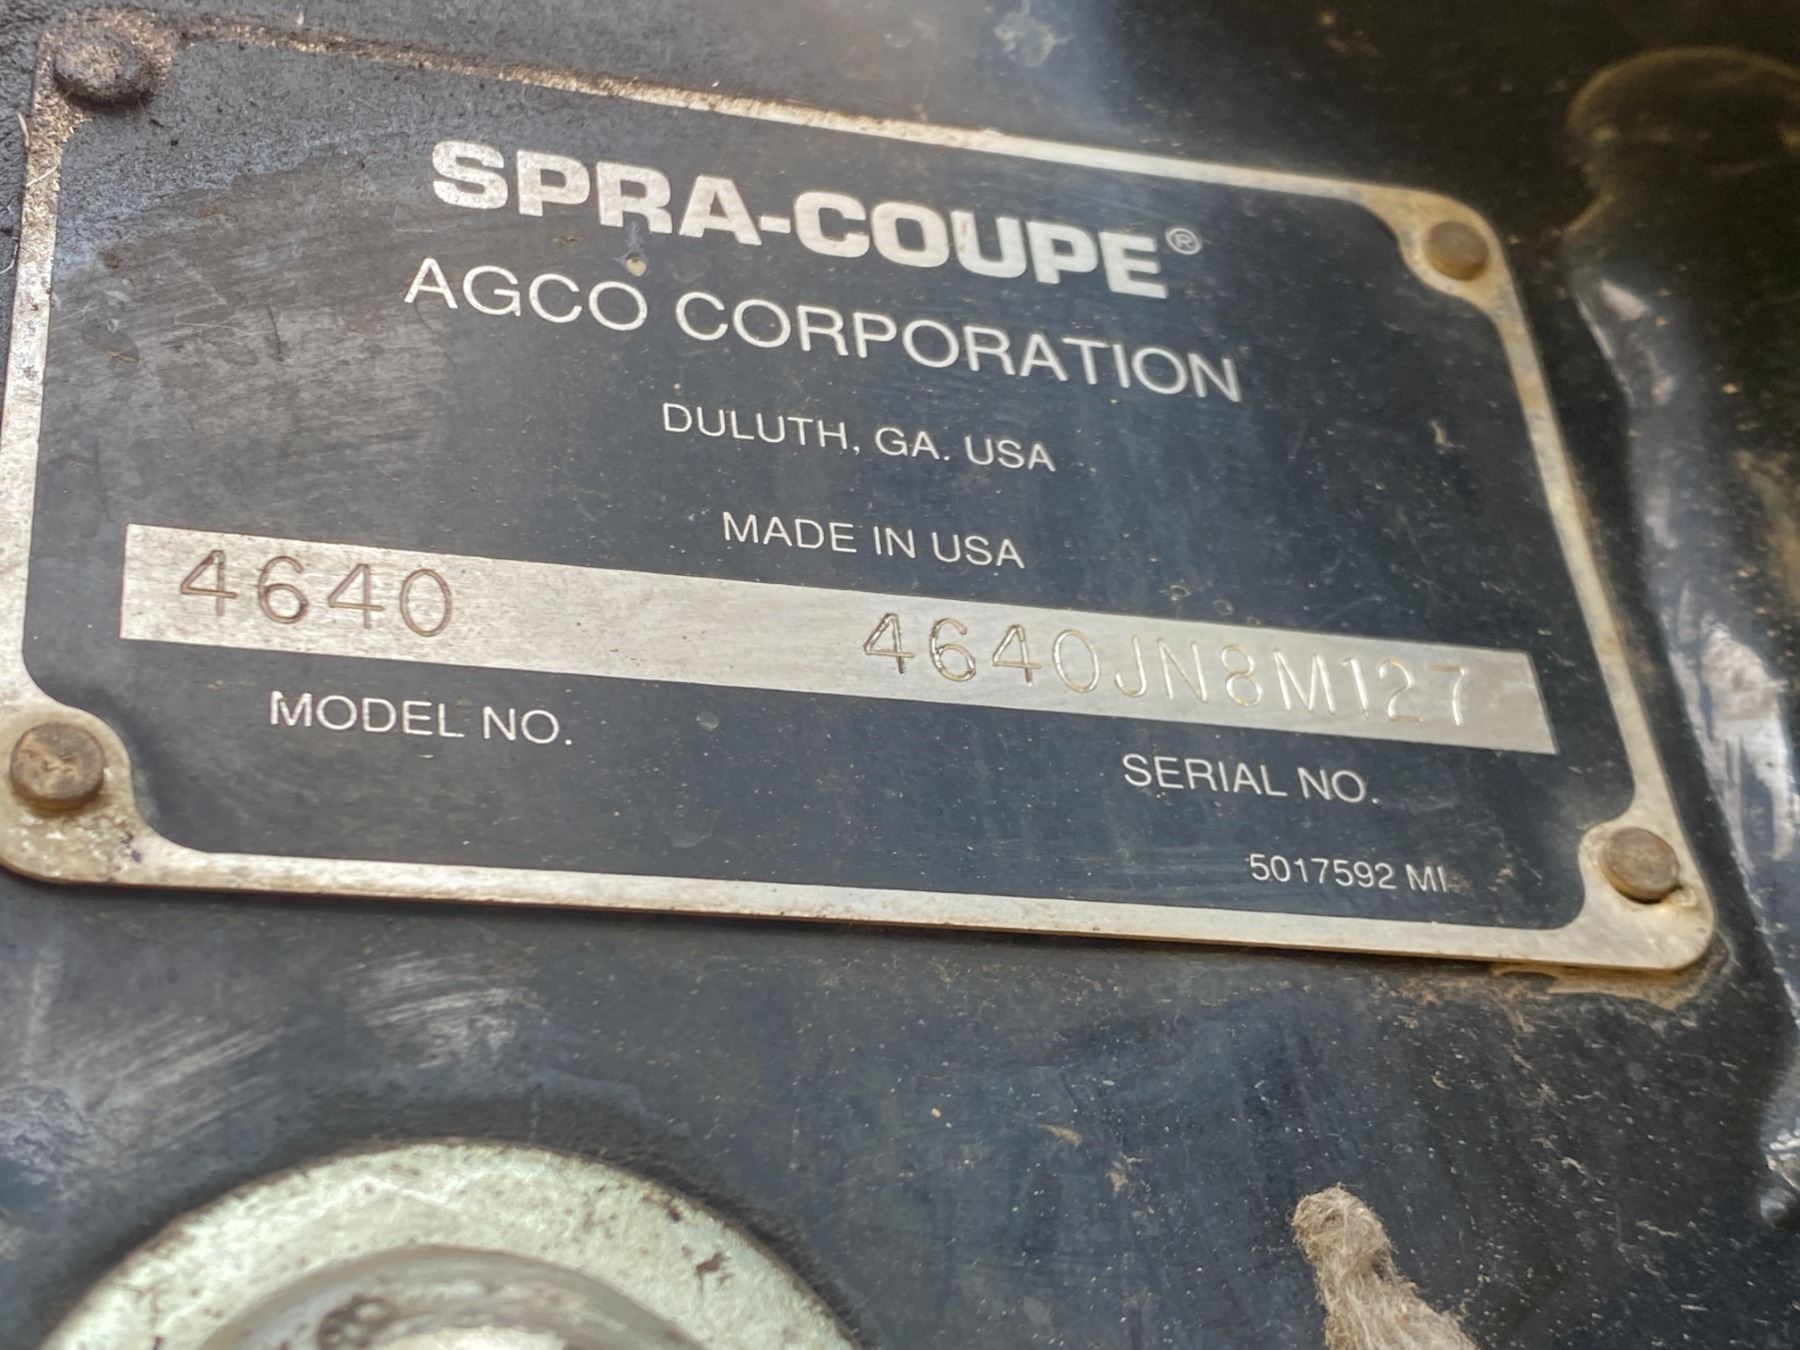 SPRA-COUPE®
AGCO CORPORATION
DULUTH, GA. USA
MADE IN USA
4640 4640JN8M127
MODEL NO. SERIAL NO.
5017592 MI